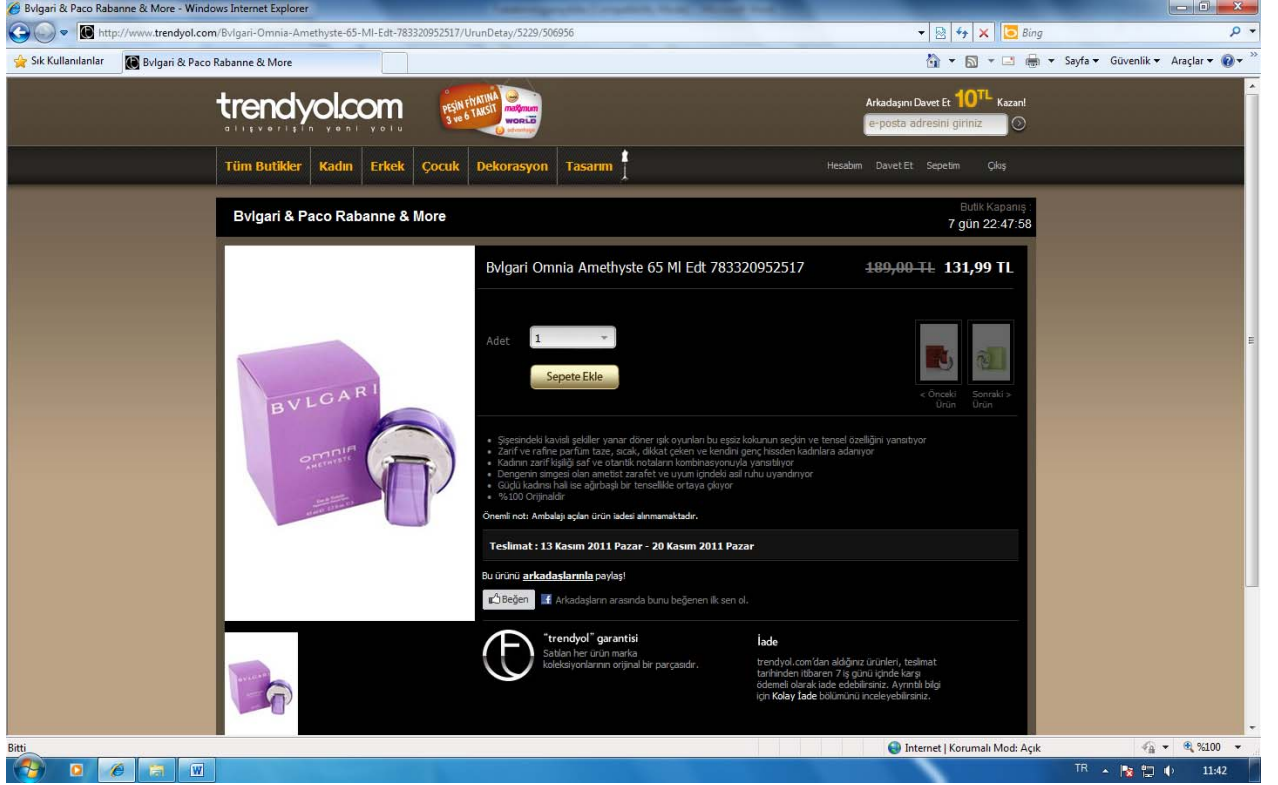 Bvlgari & Paco Rabanne & More - Windows Internet Explorer
http://www.trendyol.com/Bvlgari-Omnia-Amethyste-65-Ml-Edt-783320952517/UrunDetay/5229/506956
Bing
Sık Kullanılanlar
Bvlgari & Paco Rabanne & More
Sayfa
Güvenlik
Araçlar
trendyol.com
alışverişin yeni yolu
PEŞİN FİYATINA
3 ve 6 TAKSİT
maximum
WORLD
advantage
Arkadaşını Davet Et 10TL Kazan!
e-posta adresini giriniz
Tüm Butikler Kadın Erkek Çocuk Dekorasyon Tasarım
Hesabım Davet Et Sepetim Çıkış
Bvlgari & Paco Rabanne & More
Butik Kapanış :
7 gün 22:47:58
Bvlgari Omnia Amethyste 65 Ml Edt 783320952517
189,00 TL 131,99 TL
Adet 1
Sepete Ekle
< Önceki Ürün
Sonraki > Ürün
BVLGARI
omnia
AMETHYSTE
• Şişesindeki kavisli şekiller yanar döner ışık oyunları bu eşsiz kokunun seçkin ve tensel özelliğini yansıtıyor
• Zarif ve rafine parfüm taze, sıcak, dikkat çeken ve kendini genç hissden kadınlara adanıyor
• Kadının zarif kişiliği saf ve otantik notaların kombinasyonuyla yansıtılıyor
• Dengenin simgesi olan ametist zarafet ve uyum içindeki asil ruhu uyandırıyor
• Güçlü kadınsı hali ise ağırbaşlı bir tensellikle ortaya çıkıyor
• %100 Orijinaldir
Önemli not: Ambalajı açılan ürün iadesi alınmamaktadır.
Teslimat : 13 Kasım 2011 Pazar - 20 Kasım 2011 Pazar
Bu ürünü arkadaşlarınla paylaş!
Beğen
Arkadaşların arasında bunu beğenen ilk sen ol.
"trendyol" garantisi
Satılan her ürün marka
koleksiyonlarının orijinal bir parçasıdır.
İade
trendyol.com'dan aldığınız ürünleri, teslimat
tarihinden itibaren 7 iş günü içinde karşı
ödemeli olarak iade edebilirsiniz. Ayrıntılı bilgi
için Kolay İade bölümünü inceleyebilirsiniz.
BVLGARI
Bitti
Internet | Korumalı Mod: Açık
%100
TR
11:42